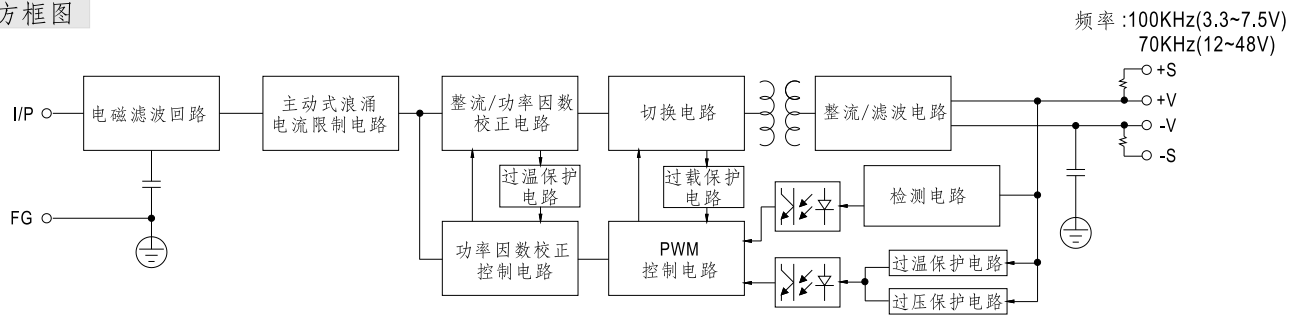 方框图
频率 :100KHz(3.3~7.5V)
70KHz(12~48V)
I/P
电磁滤波回路
主动式浪涌
电流限制电路
整流/功率因数
校正电路
切换电路
整流/滤波电路
+S
+V
-V
-S
过温保护
电路
过载保护
电路
检测电路
FG
功率因数校正
控制电路
PWM
控制电路
过温保护电路
过压保护电路